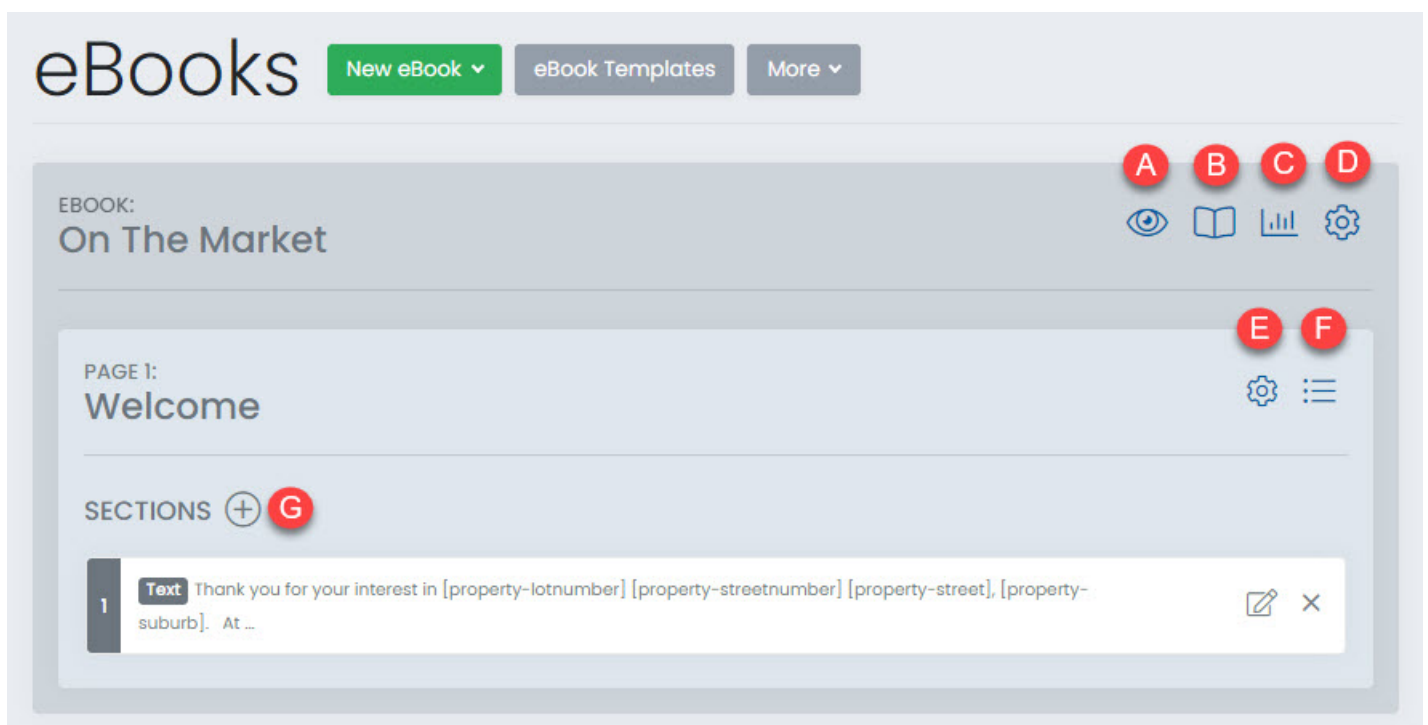 eBooks New eBook eBook Templates More
A B C D
EBOOK:
On The Market
E F
PAGE 1:
Welcome
SECTIONS G
1 Text Thank you for your interest in [property-lotnumber] [property-streetnumber] [property-street], [property-
suburb]. At ...